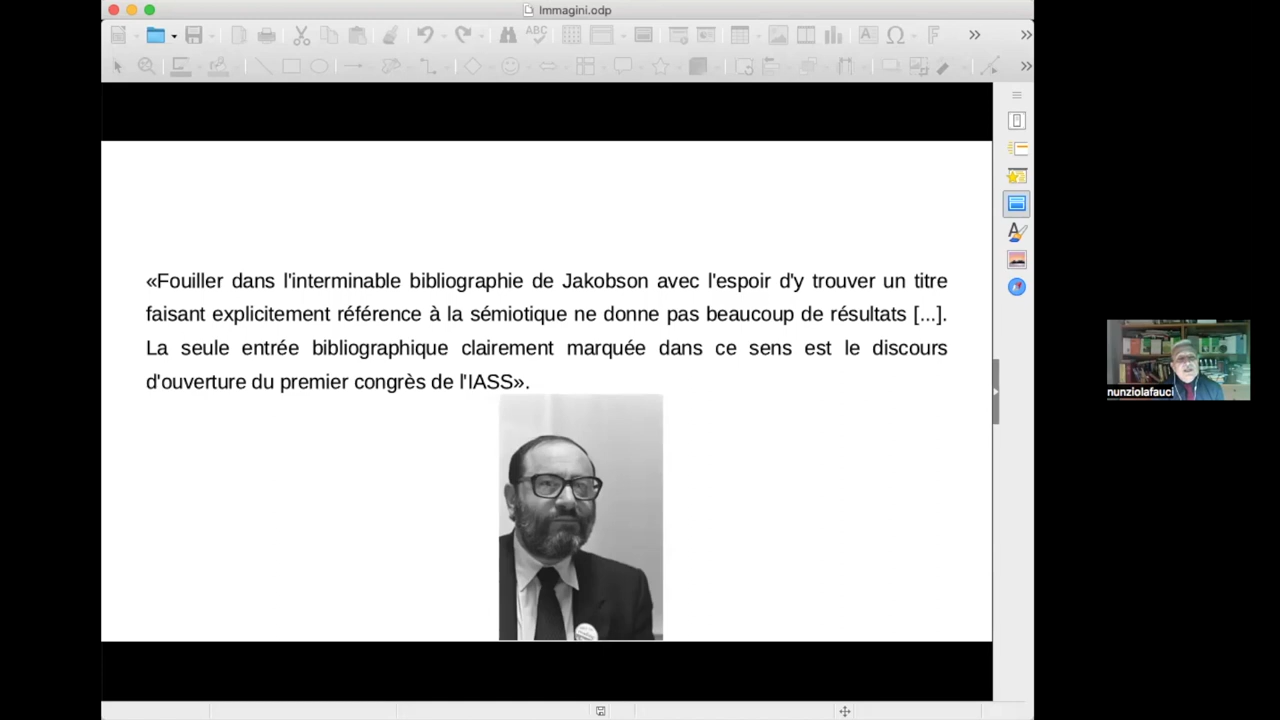 Immagini.odp
ABC
«Fouiller dans l'interminable bibliographie de Jakobson avec l'espoir d'y trouver un titre
faisant explicitement référence à la sémiotique ne donne pas beaucoup de résultats [...].
La seule entrée bibliographique clairement marquée dans ce sens est le discours
d'ouverture du premier congrès de l'IASS».
nunziolafauci